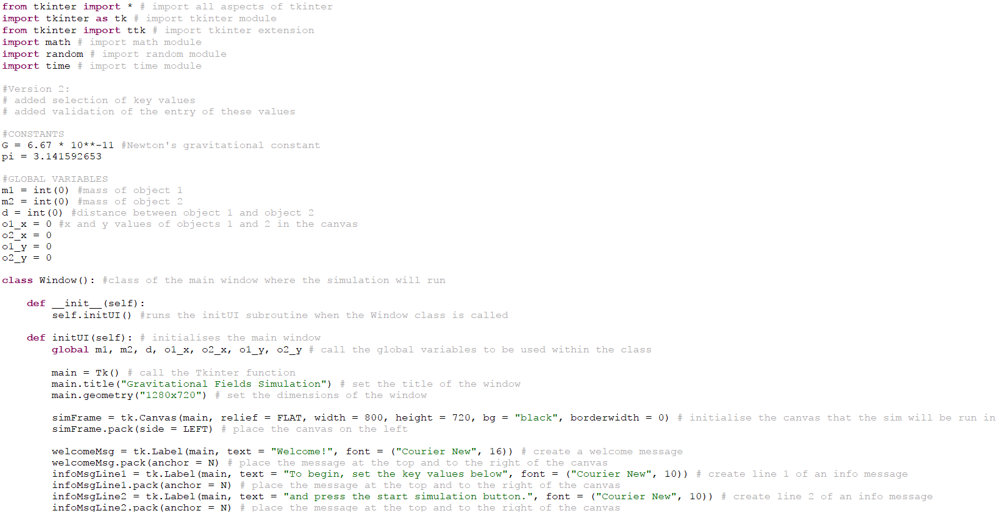 from tkinter import * # import all aspects of tkinter
import tkinter as tk # import tkinter module
from tkinter import ttk # import tkinter extension
import math # import math module
import random # import random module
import time # import time module

#Version 2:
# added selection of key values
# added validation of the entry of these values

#CONSTANTS
G = 6.67 * 10**-11 #Newton's gravitational constant
pi = 3.141592653

#GLOBAL VARIABLES
m1 = int(0) #mass of object 1
m2 = int(0) #mass of object 2
d = int(0) #distance between object 1 and object 2
o1_x = 0 #x and y values of objects 1 and 2 in the canvas
o2_x = 0
o1_y = 0
o2_y = 0

class Window(): #class of the main window where the simulation will run

    def __init__(self):
        self.initUI() #runs the initUI subroutine when the Window class is called

    def initUI(self): # initialises the main window
        global m1, m2, d, o1_x, o2_x, o1_y, o2_y # call the global variables to be used within the class

        main = Tk() # call the Tkinter function
        main.title("Gravitational Fields Simulation") # set the title of the window
        main.geometry("1280x720") # set the dimensions of the window

        simFrame = tk.Canvas(main, relief = FLAT, width = 800, height = 720, bg = "black", borderwidth = 0) # initialise the canvas that the sim will be run in
        simFrame.pack(side = LEFT) # place the canvas on the left

        welcomeMsg = tk.Label(main, text = "Welcome!", font = ("Courier New", 16)) # create a welcome message
        welcomeMsg.pack(anchor = N) # place the message at the top and to the right of the canvas
        infoMsgLine1 = tk.Label(main, text = "To begin, set the key values below", font = ("Courier New", 10)) # create line 1 of an info message
        infoMsgLine1.pack(anchor = N) # place the message at the top and to the right of the canvas
        infoMsgLine2 = tk.Label(main, text = "and press the start simulation button.", font = ("Courier New", 10)) # create line 2 of an info message
        infoMsgLine2.pack(anchor = N) # place the message at the top and to the right of the canvas